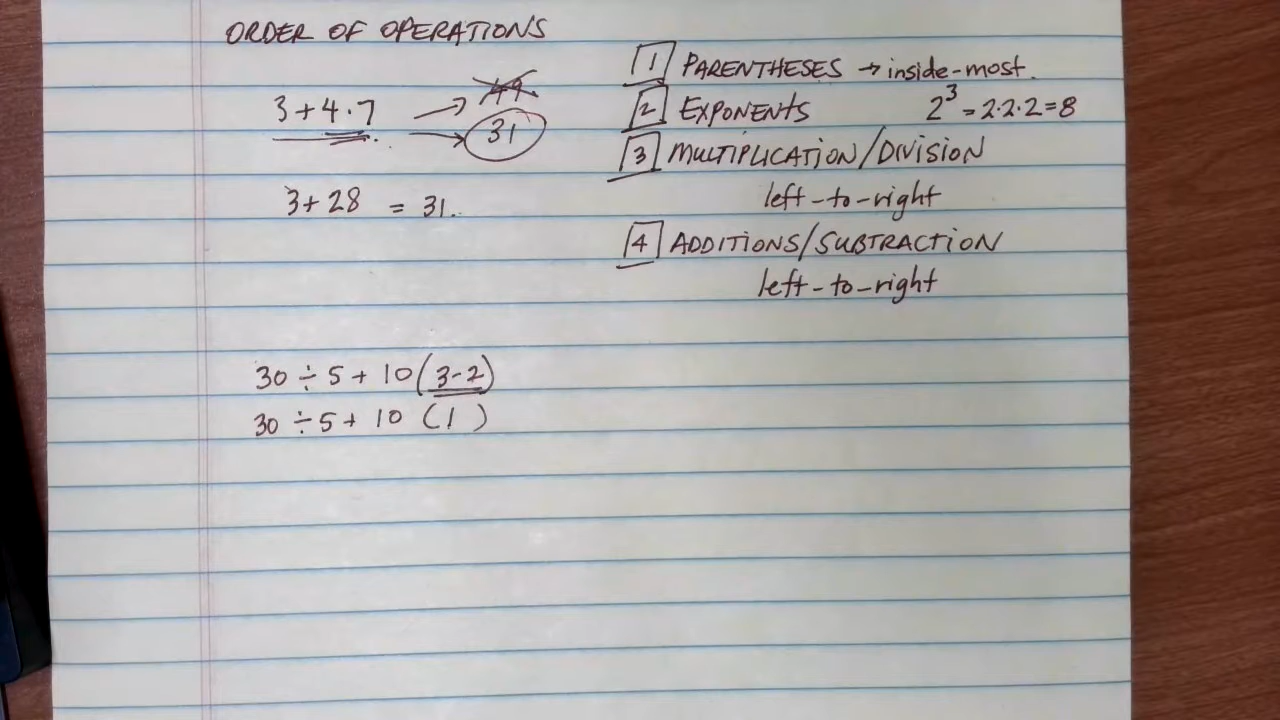 ORDER OF OPERATIONS
3 + 4 · 7 → 49.
→ 31
3 + 28 = 31.
1 PARENTHESES → inside-most.
2 EXPONENTS 2³ = 2·2·2 = 8
3 MULTIPLICATION/DIVISION
left-to-right
4 ADDITIONS/SUBTRACTION
left-to-right
30 ÷ 5 + 10 (3-2)
30 ÷ 5 + 10 (1)